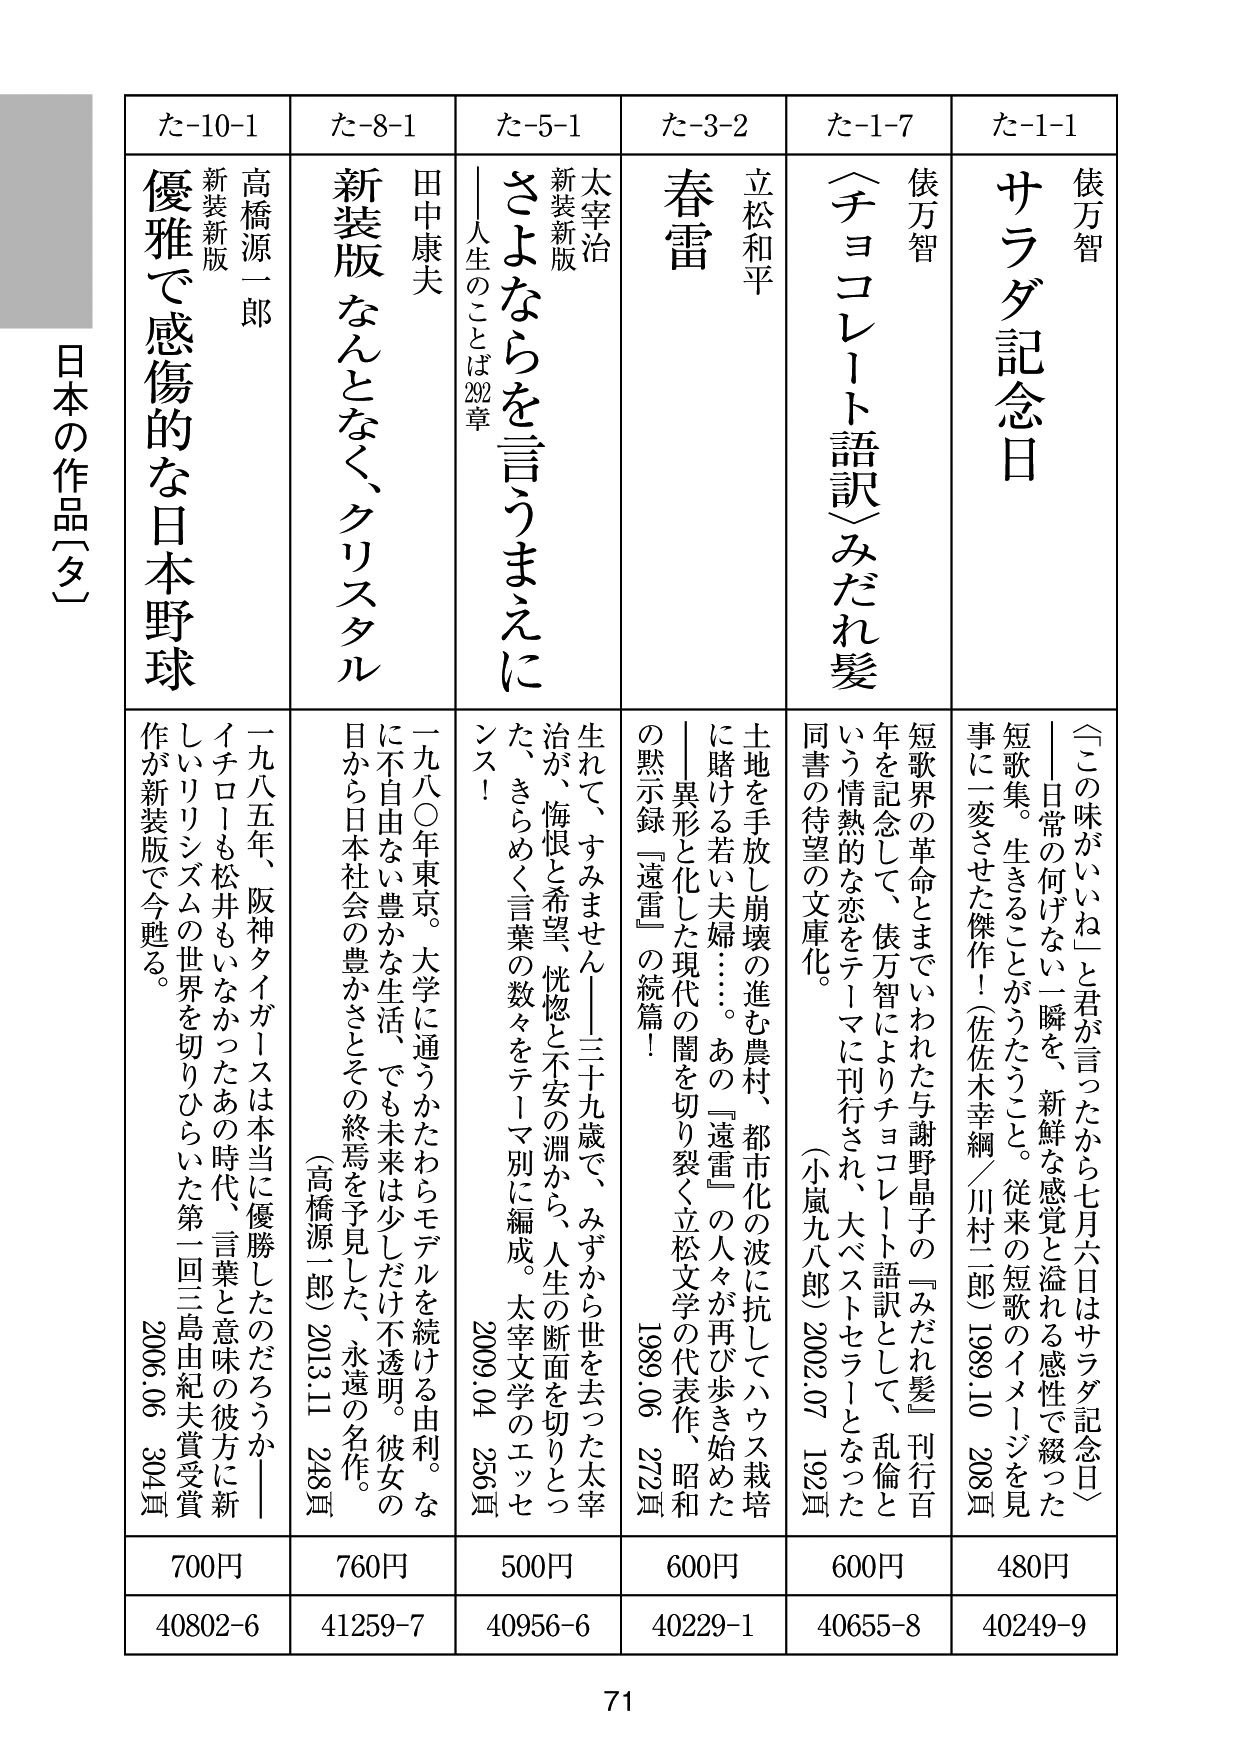 た-1-1
俵万智
サラダ記念日
〈「この味がいいね」と君が言ったから七月六日はサラダ記念日〉
――日常の何げない一瞬を、新鮮な感覚と溢れる感性で綴った
短歌集。生きることがうたうこと。従来の短歌のイメージを見
事に一変させた傑作！（佐佐木幸綱／川村二郎）1989.10 208頁
480円
40249-9
た-1-7
俵万智
〈チョコレート語訳〉みだれ髪
短歌界の革命とまでいわれた与謝野晶子の『みだれ髪』刊行百
年を記念して、俵万智によりチョコレート語訳として、乱倫と
いう情熱的な恋をテーマに刊行され、大ベストセラーとなった
同書の待望の文庫化。（小嵐九八郎）2002.07 192頁
600円
40655-8
た-3-2
立松和平
春雷
土地を手放し崩壊の進む農村、都市化の波に抗してハウス栽培
に賭ける若い夫婦……。あの『遠雷』の人々が再び歩き始めた
――異形と化した現代の闇を切り裂く立松文学の代表作、昭和
の黙示録『遠雷』の続篇！ 1989.06 272頁
600円
40229-1
た-5-1
太宰治
新装新版
さよならを言うまえに
――人生のことば292章
生れて、すみません――三十九歳で、みずから世を去った太宰
治が、悔恨と希望、恍惚と不安の淵から、人生の断面を切りとっ
た、きらめく言葉の数々をテーマ別に編成。太宰文学のエッセ
ンス！ 2009.04 256頁
500円
40956-6
た-8-1
田中康夫
新装版 なんとなく、クリスタル
一九八〇年東京。大学に通うかたわらモデルを続ける由利。な
に不自由ない豊かな生活、でも未来は少しだけ不透明。彼女の
目から日本社会の豊かさとその終焉を予見した、永遠の名作。
（高橋源一郎）2013.11 248頁
760円
41259-7
た-10-1
高橋源一郎
新装新版
優雅で感傷的な日本野球
一九八五年、阪神タイガースは本当に優勝したのだろうか――
イチローも松井もいなかったあの時代、言葉と意味の彼方に新
しいリリシズムの世界を切りひらいた第一回三島由紀夫賞受賞
作が新装版で今甦る。 2006.06 304頁
700円
40802-6
日本の作品〔タ〕
71